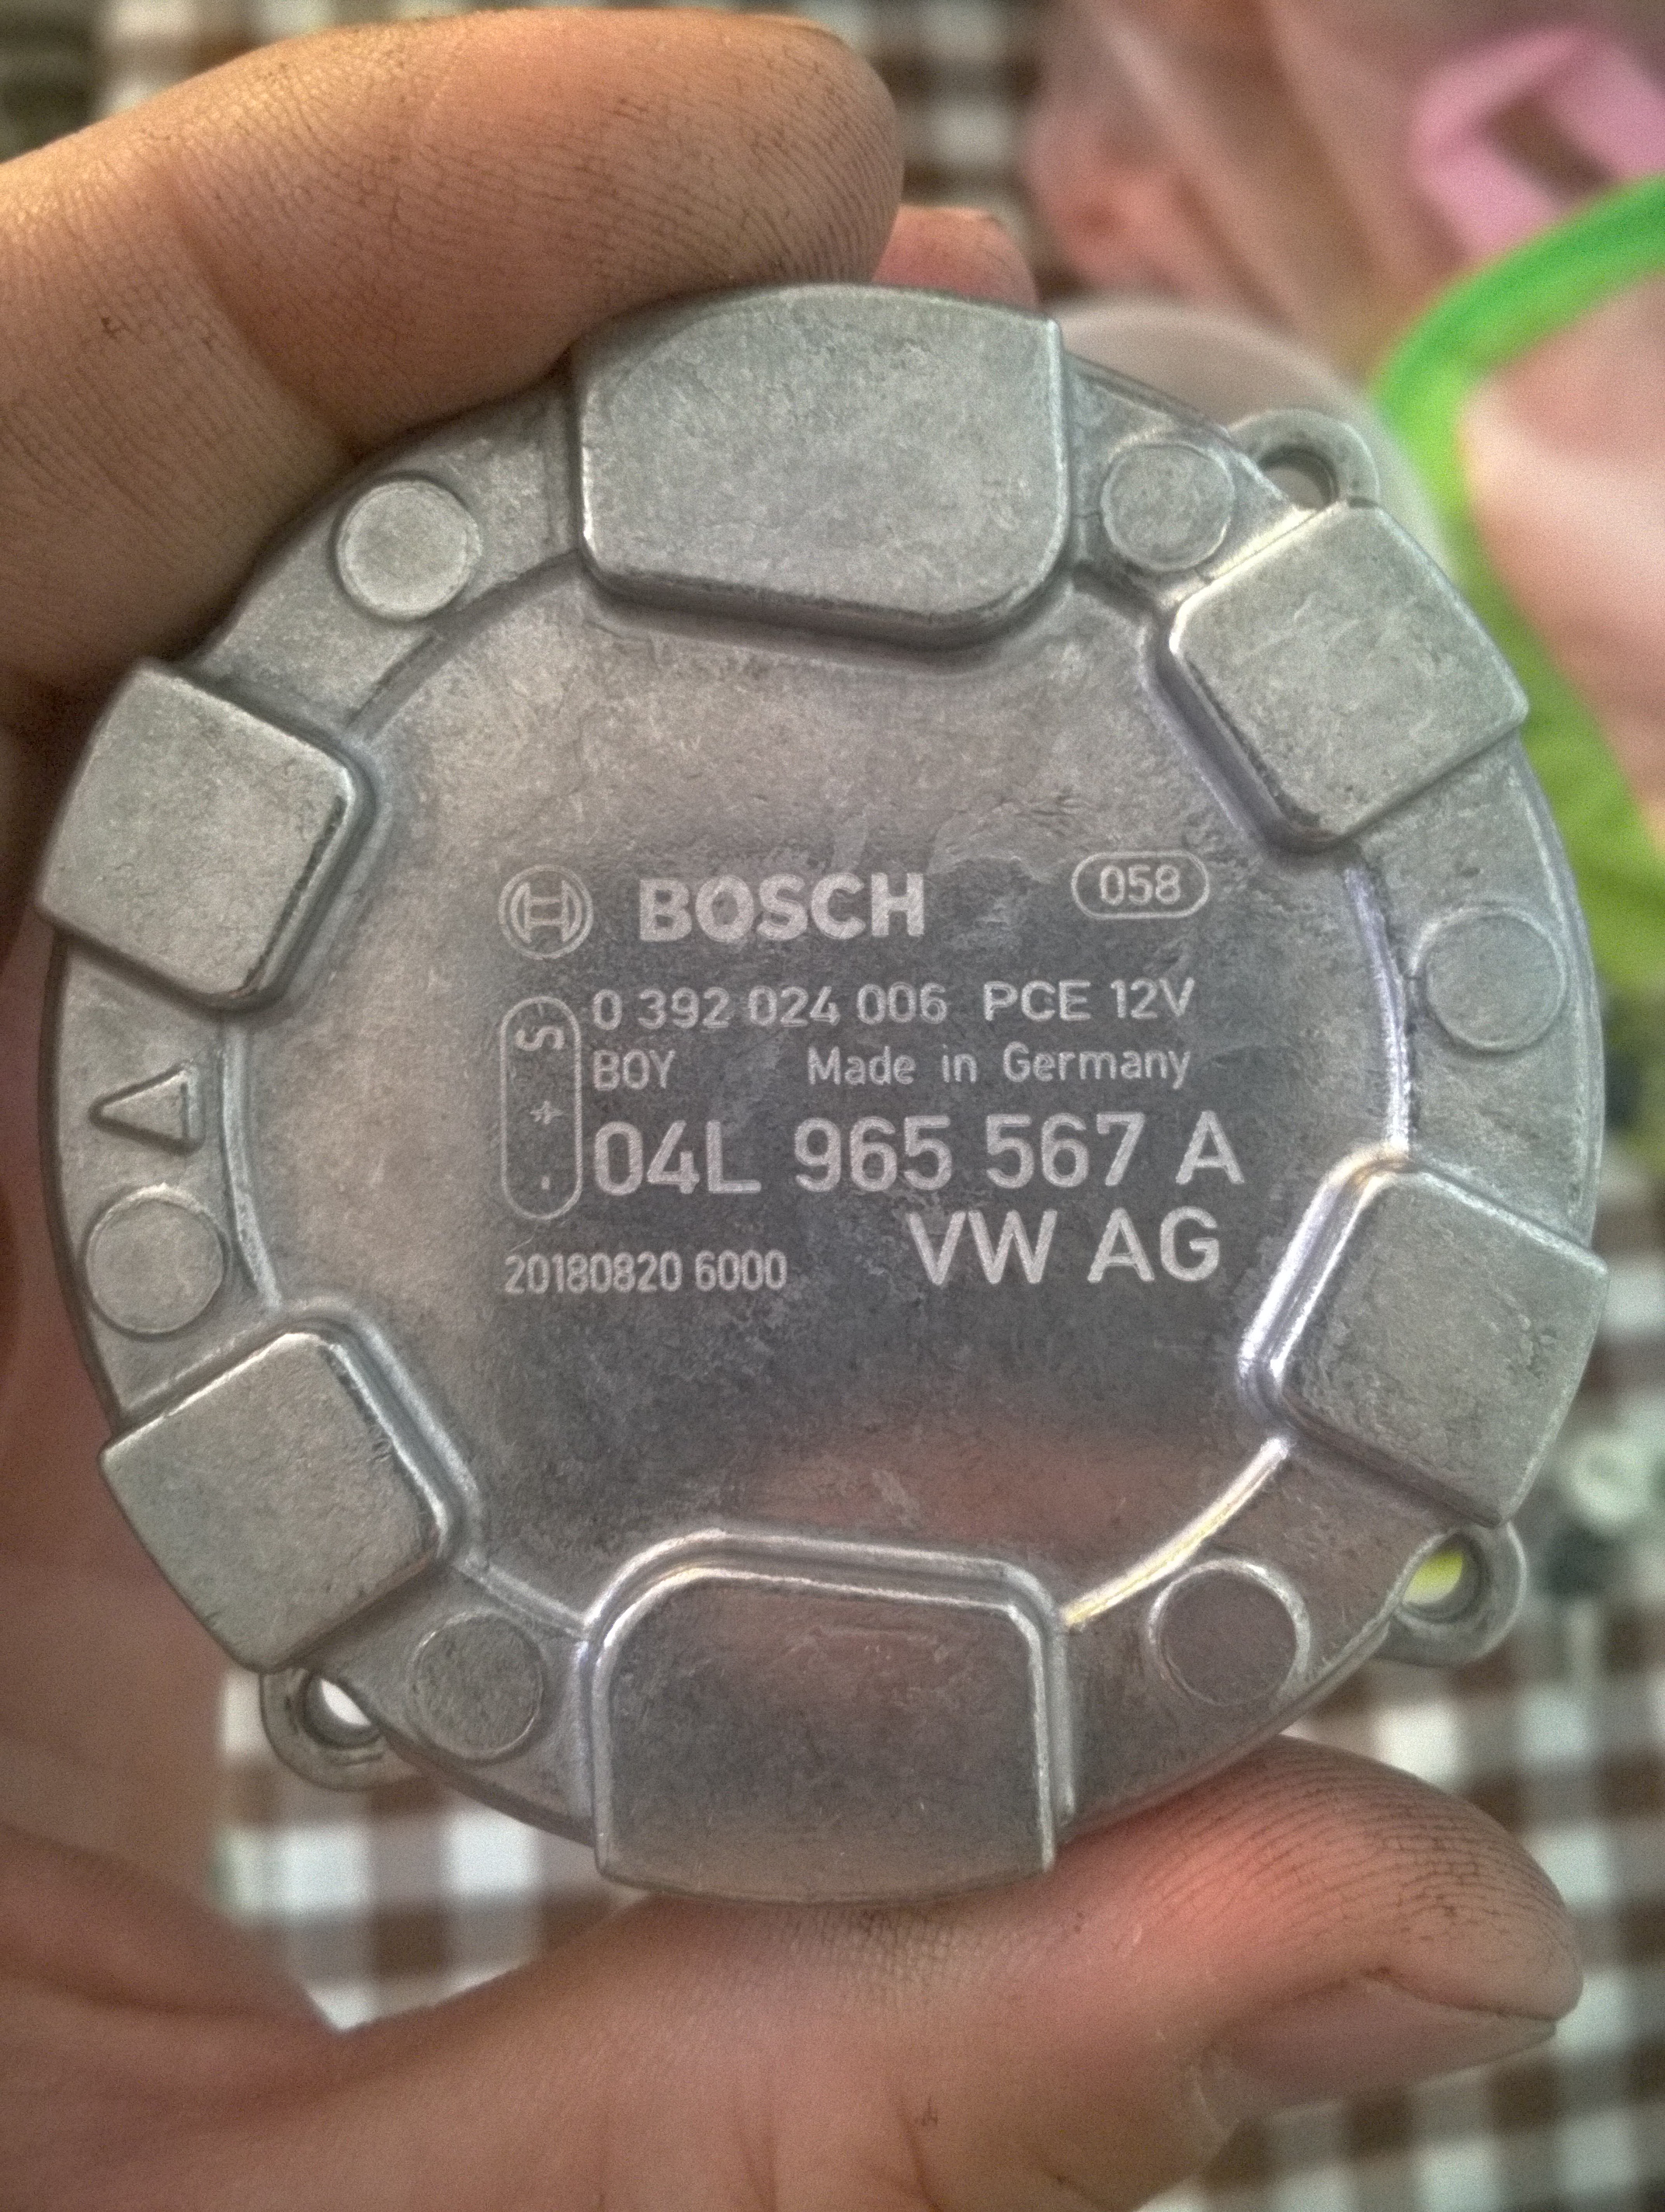 BOSCH 058
0 392 024 006 PCE 12V
BOY Made in Germany
04L 965 567 A
VW AG
20180820 6000
S + -